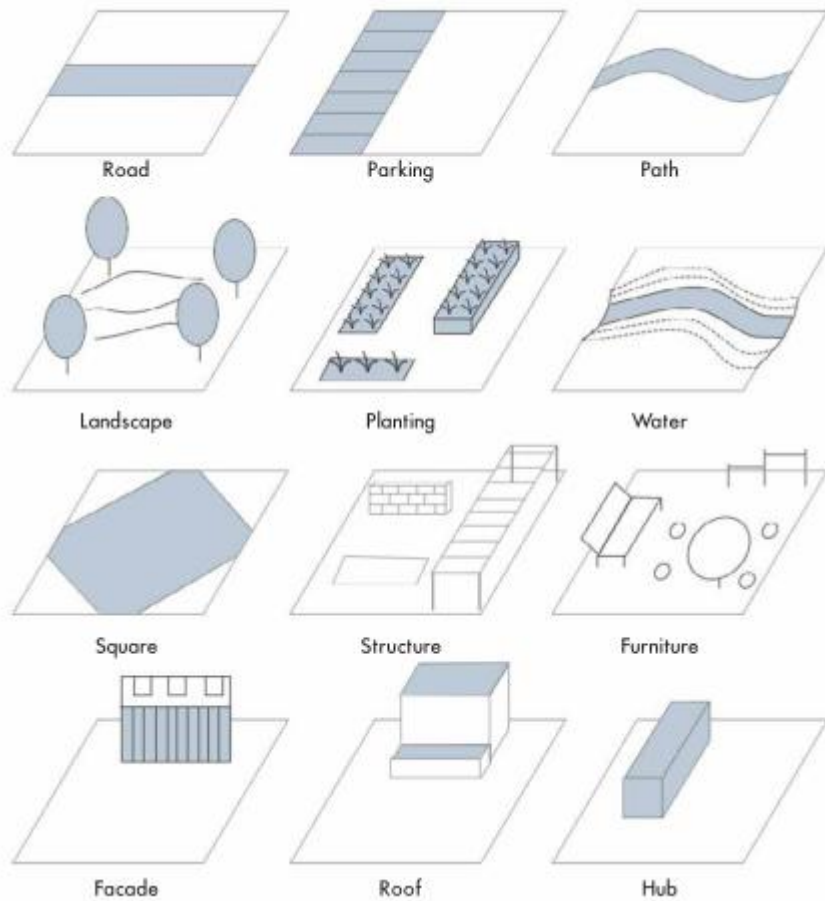 Road
Parking
Path
Landscape
Planting
Water
Square
Structure
Furniture
Facade
Roof
Hub